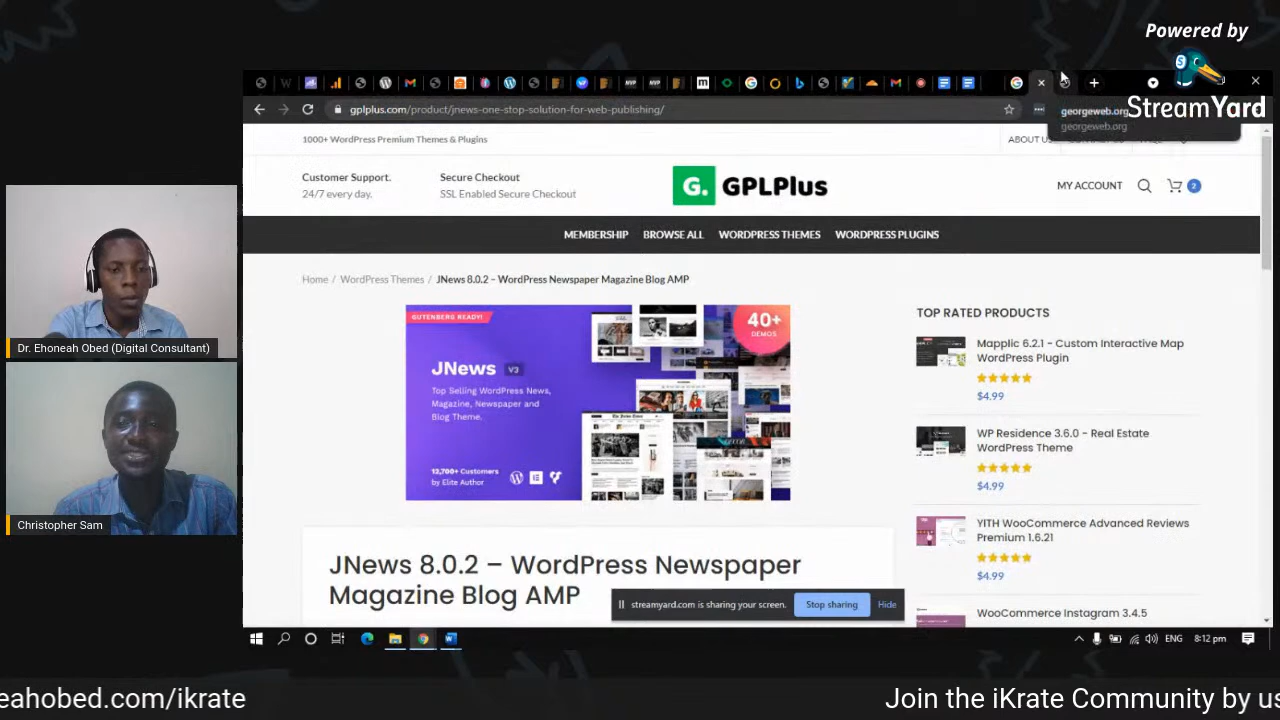 Powered by
StreamYard
gplplus.com/product/jnews-one-stop-solution-for-web-publishing/
georgeweb.org
georgeweb.org
1000+ WordPress Premium Themes & Plugins
ABOUT US
Customer Support.
24/7 every day.
Secure Checkout
SSL Enabled Secure Checkout
G. GPLPlus
MY ACCOUNT
2
MEMBERSHIP BROWSE ALL WORDPRESS THEMES WORDPRESS PLUGINS
Home / WordPress Themes / JNews 8.0.2 – WordPress Newspaper Magazine Blog AMP
GUTENBERG READY!
40+
DEMOS
JNews V3
Top Selling WordPress News,
Magazine, Newspaper and
Blog Theme.
12,700+ Customers
by Elite Author
TOP RATED PRODUCTS
Mapplic 6.2.1 - Custom Interactive Map
WordPress Plugin
$4.99
WP Residence 3.6.0 - Real Estate
WordPress Theme
$4.99
YITH WooCommerce Advanced Reviews
Premium 1.6.21
$4.99
WooCommerce Instagram 3.4.5
JNews 8.0.2 – WordPress Newspaper
Magazine Blog AMP
streamyard.com is sharing your screen.
Stop sharing
Hide
Dr. Ehoneah Obed (Digital Consultant)
Christopher Sam
ENG
8:12 pm
eahobed.com/ikrate
Join the iKrate Community by us